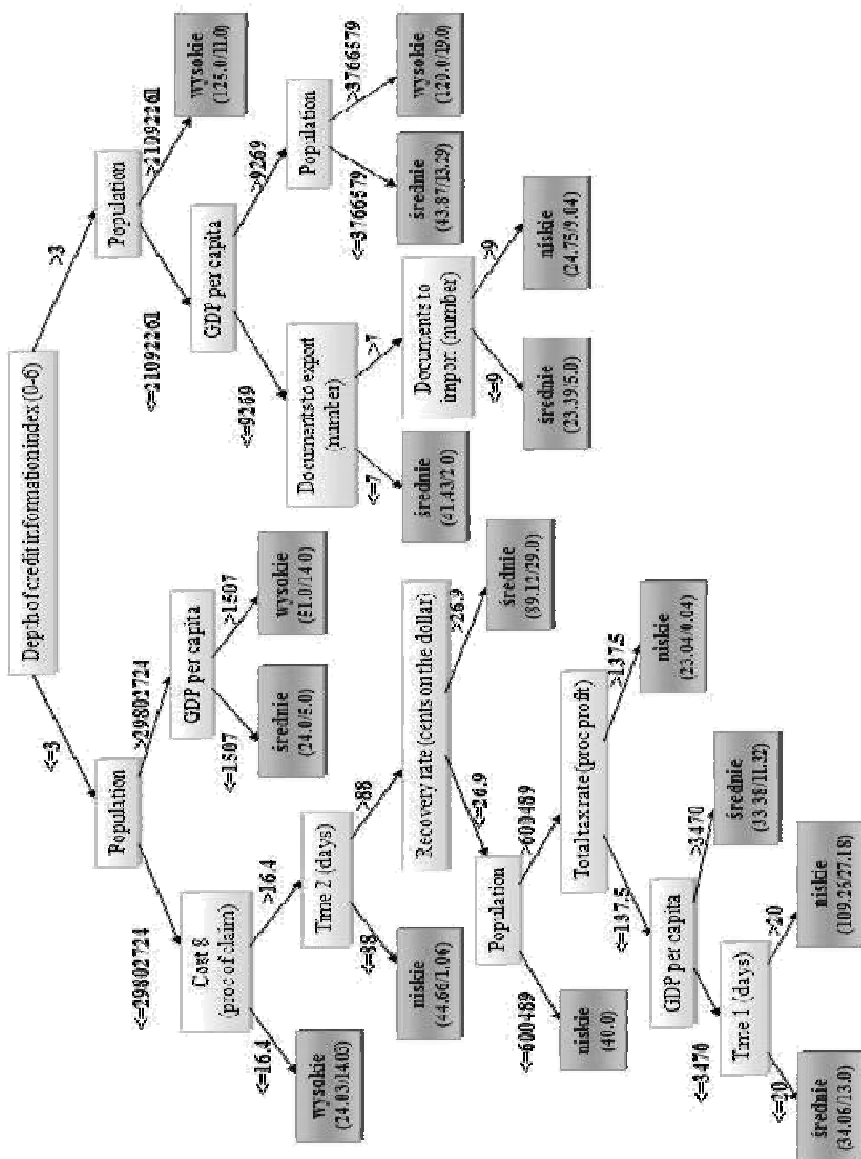 Depth of credit information index (0-6)
<=3
>3
Population
Population
<=29802724
>29802724
<=21092261
>21092261
Cost 8
(proc of claim)
GDP per capita
GDP per capita
wysokie
(125.0/11.0)
<=16.4
>16.4
<=1507
>1507
<=9269
>9269
wysokie
(24.03/14.03)
Time 2 (days)
średnie
(24.0/5.0)
wysokie
(51.0/14.0)
Documents to export
(number)
Population
<=88
>88
<=7
>7
<=3766579
>3766579
niskie
(44.66/1.06)
Recovery rate (cents on the dollar)
średnie
(41.43/2.0)
Documents to
import (number)
średnie
(43.87/13.29)
wysokie
(120.0/19.0)
<=26.9
>26.9
<=9
>9
Population
średnie
(89.12/29.0)
średnie
(23.39/5.0)
niskie
(24.75/9.04)
<=600489
>600489
niskie
(40.0)
Total tax rate (proc profit)
<=137.5
>137.5
GDP per capita
niskie
(23.04/0.04)
<=3470
>3470
Time 1 (days)
średnie
(33.38/11.32)
<=20
>20
średnie
(34.06/13.0)
niskie
(109.26/27.18)